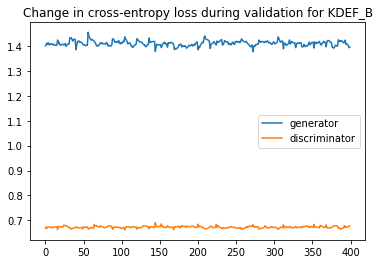 Change in cross-entropy loss during validation for KDEF_B
1.4
1.3
1.2
1.1
1.0
0.9
0.8
0.7
generator
discriminator
0 50 100 150 200 250 300 350 400